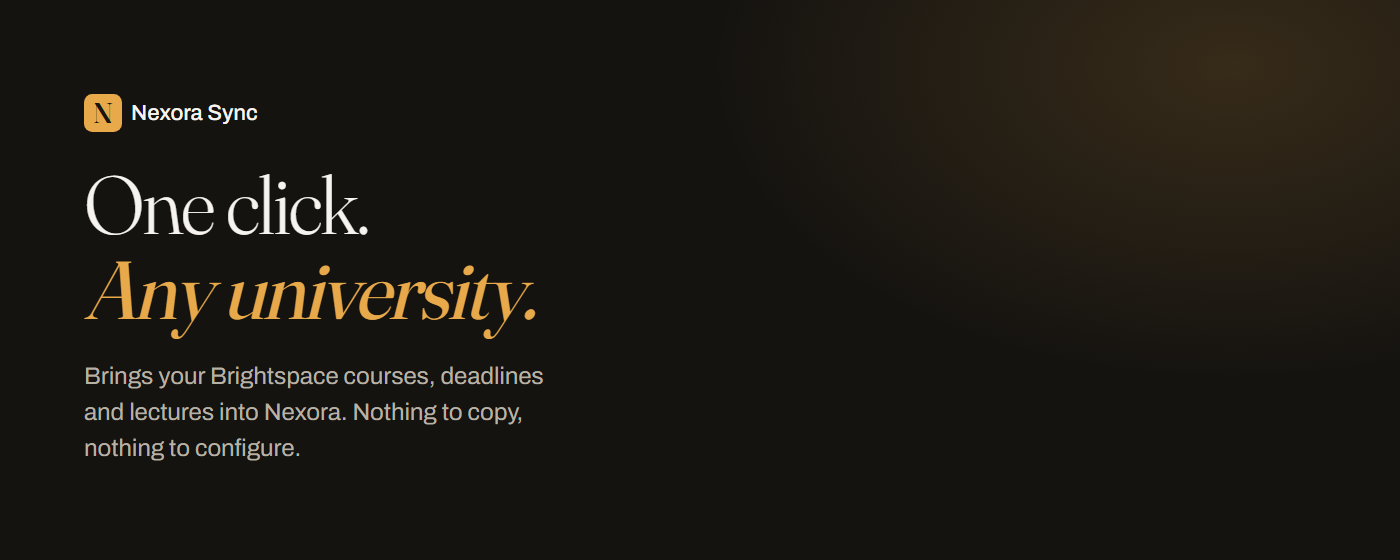 N Nexora Sync
One click.
Any university.
Brings your Brightspace courses, deadlines
and lectures into Nexora. Nothing to copy,
nothing to configure.